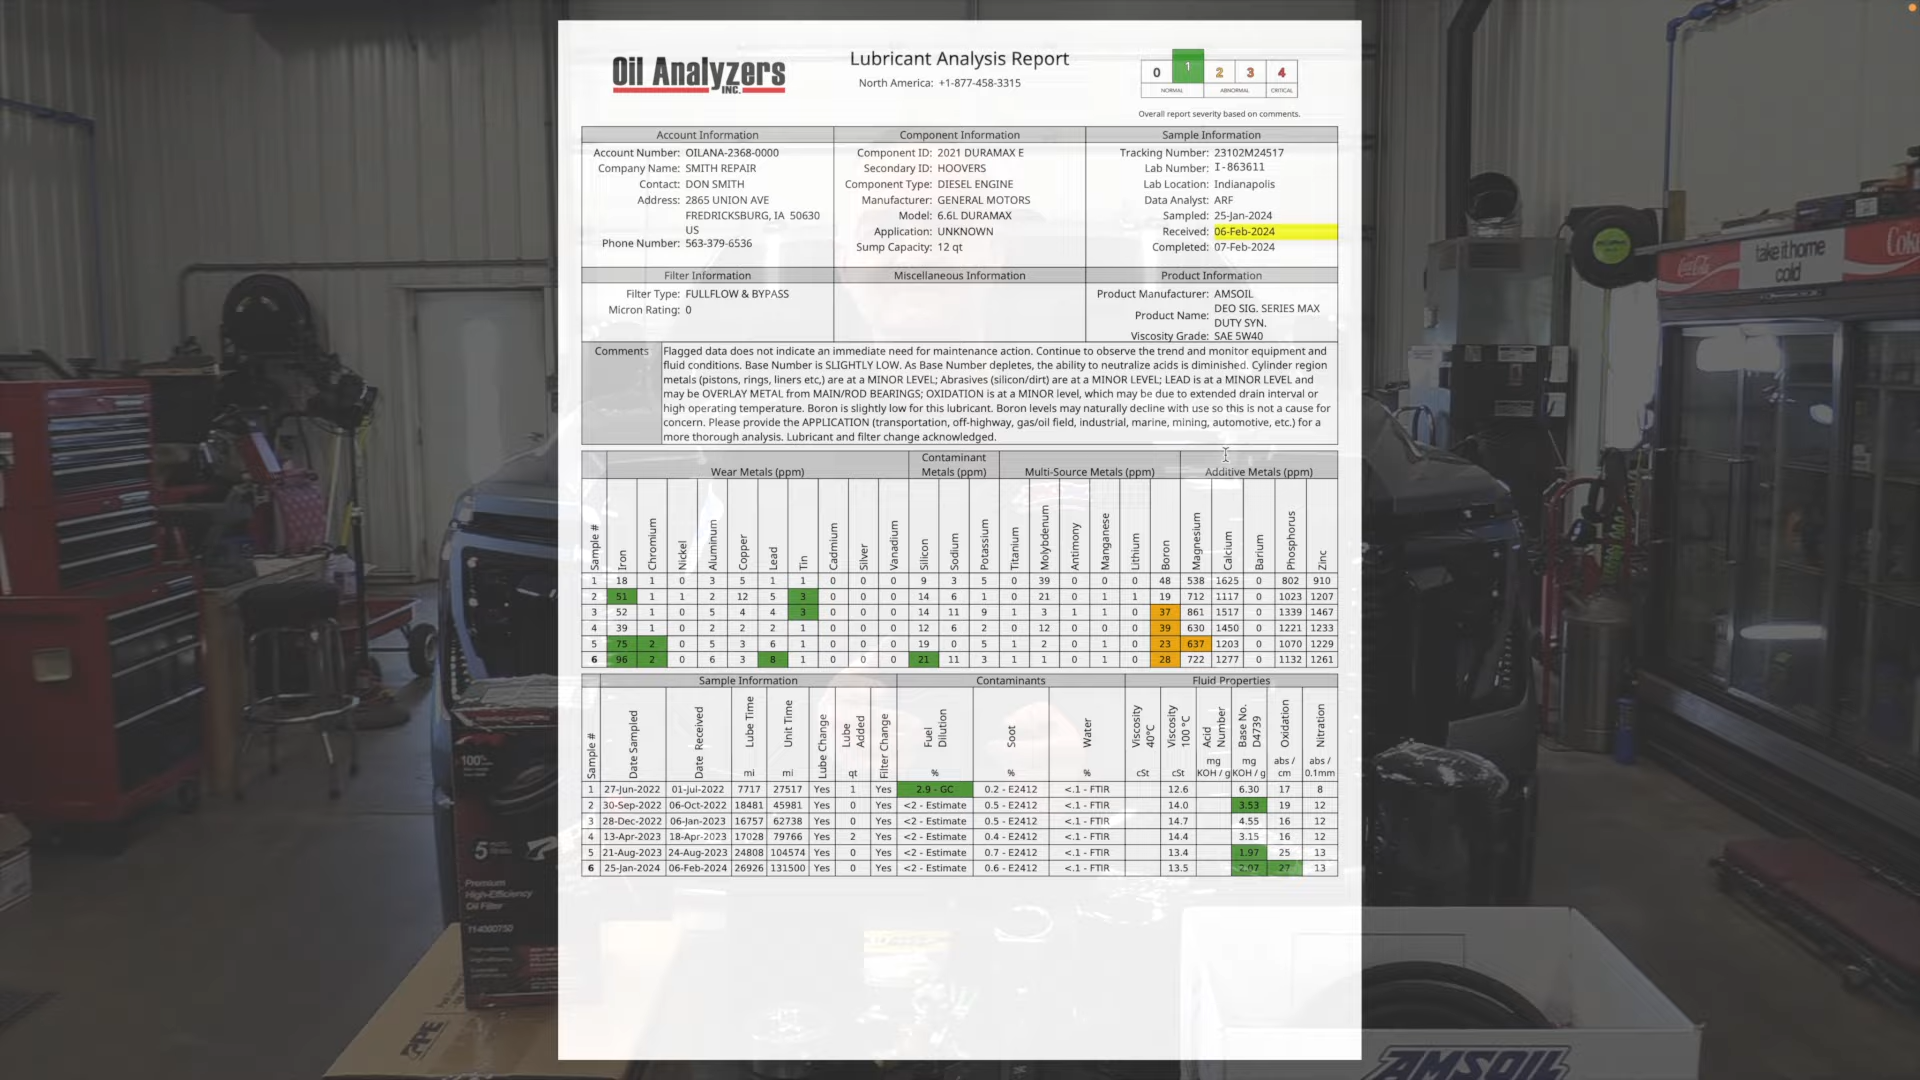 Oil Analyzers
INC.
Lubricant Analysis Report
North America: +1-877-458-3315
0 1 2 3 4
NORMAL ABNORMAL CRITICAL
Overall report severity based on comments.
Account Information
Account Number: OILANA-2368-0000
Company Name: SMITH REPAIR
Contact: DON SMITH
Address: 2865 UNION AVE
FREDRICKSBURG, IA 50630
US
Phone Number: 563-379-6536
Component Information
Component ID: 2021 DURAMAX E
Secondary ID: HOOVERS
Component Type: DIESEL ENGINE
Manufacturer: GENERAL MOTORS
Model: 6.6L DURAMAX
Application: UNKNOWN
Sump Capacity: 12 qt
Sample Information
Tracking Number: 23102M24517
Lab Number: I-863611
Lab Location: Indianapolis
Data Analyst: ARF
Sampled: 25-Jan-2024
Received: 06-Feb-2024
Completed: 07-Feb-2024
Filter Information
Filter Type: FULLFLOW & BYPASS
Micron Rating: 0
Miscellaneous Information
Product Information
Product Manufacturer: AMSOIL
Product Name: DEO SIG. SERIES MAX
DUTY SYN.
Viscosity Grade: SAE 5W40
Comments
Flagged data does not indicate an immediate need for maintenance action. Continue to observe the trend and monitor equipment and
fluid conditions. Base Number is SLIGHTLY LOW. As Base Number depletes, the ability to neutralize acids is diminished. Cylinder region
metals (pistons, rings, liners etc,) are at a MINOR LEVEL; Abrasives (silicon/dirt) are at a MINOR LEVEL; LEAD is at a MINOR LEVEL and
may be OVERLAY METAL from MAIN/ROD BEARINGS; OXIDATION is at a MINOR level, which may be due to extended drain interval or
high operating temperature. Boron is slightly low for this lubricant. Boron levels may naturally decline with use so this is not a cause for
concern. Please provide the APPLICATION (transportation, off-highway, gas/oil field, industrial, marine, mining, automotive, etc.) for a
more thorough analysis. Lubricant and filter change acknowledged.
Wear Metals (ppm) Contaminant Metals (ppm) Multi-Source Metals (ppm) Additive Metals (ppm)
Sample # Iron Chromium Nickel Aluminum Copper Lead Tin Cadmium Silver Vanadium Silicon Sodium Potassium Titanium Molybdenum Antimony Manganese Lithium Boron Magnesium Calcium Barium Phosphorus Zinc
1 18 1 0 3 5 1 1 0 0 0 9 3 5 0 39 0 0 0 48 538 1625 0 802 910
2 51 1 1 2 12 5 3 0 0 0 14 6 1 0 21 0 1 1 19 712 1117 0 1023 1207
3 52 1 0 5 4 4 3 0 0 0 14 11 9 1 3 1 1 0 37 861 1517 0 1339 1467
4 39 1 0 2 2 2 1 0 0 0 12 6 2 0 12 0 0 0 39 630 1450 0 1221 1233
5 75 2 0 5 3 6 1 0 0 0 19 0 5 1 2 0 1 0 23 637 1203 0 1070 1229
6 96 2 0 6 3 8 1 0 0 0 21 11 3 1 1 0 1 0 28 722 1277 0 1132 1261
Sample Information Contaminants Fluid Properties
Sample # Date Sampled Date Received Lube Time Unit Time Lube Change Lube Added Filter Change Fuel Dilution Soot Water Viscosity 40°C Viscosity 100 °C Acid Number Base No. D4739 Oxidation Nitration
mi mi qt % % % cSt cSt mg KOH / g mg KOH / g abs / cm abs / 0.1mm
1 27-Jun-2022 01-Jul-2022 7717 27517 Yes 1 Yes 2.9 - GC 0.2 - E2412 <.1 - FTIR 12.6 6.30 17 8
2 30-Sep-2022 06-Oct-2022 18481 45981 Yes 0 Yes <2 - Estimate 0.5 - E2412 <.1 - FTIR 14.0 3.53 19 12
3 28-Dec-2022 06-Jan-2023 16757 62738 Yes 0 Yes <2 - Estimate 0.5 - E2412 <.1 - FTIR 14.7 4.55 16 12
4 13-Apr-2023 18-Apr-2023 17028 79766 Yes 2 Yes <2 - Estimate 0.4 - E2412 <.1 - FTIR 14.4 3.15 16 12
5 21-Aug-2023 24-Aug-2023 24808 104574 Yes 0 Yes <2 - Estimate 0.7 - E2412 <.1 - FTIR 13.4 1.97 25 13
6 25-Jan-2024 06-Feb-2024 26926 131500 Yes 0 Yes <2 - Estimate 0.6 - E2412 <.1 - FTIR 13.5 2.07 27 13
take it home
cold
Coca-Cola
Coke
100%
5
Premium
High-Efficiency
Oil Filter
114000750
PPE
AMSOIL